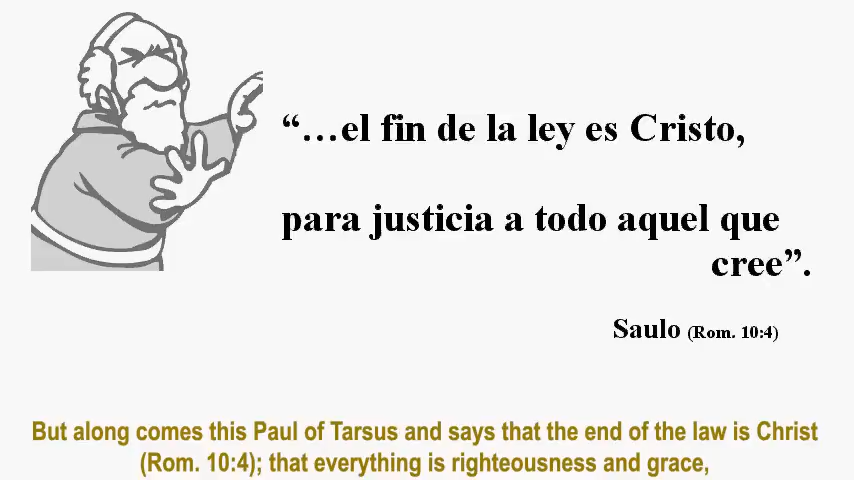 “…el fin de la ley es Cristo,
para justicia a todo aquel que
cree”.
Saulo (Rom. 10:4)
But along comes this Paul of Tarsus and says that the end of the law is Christ
(Rom. 10:4); that everything is righteousness and grace,